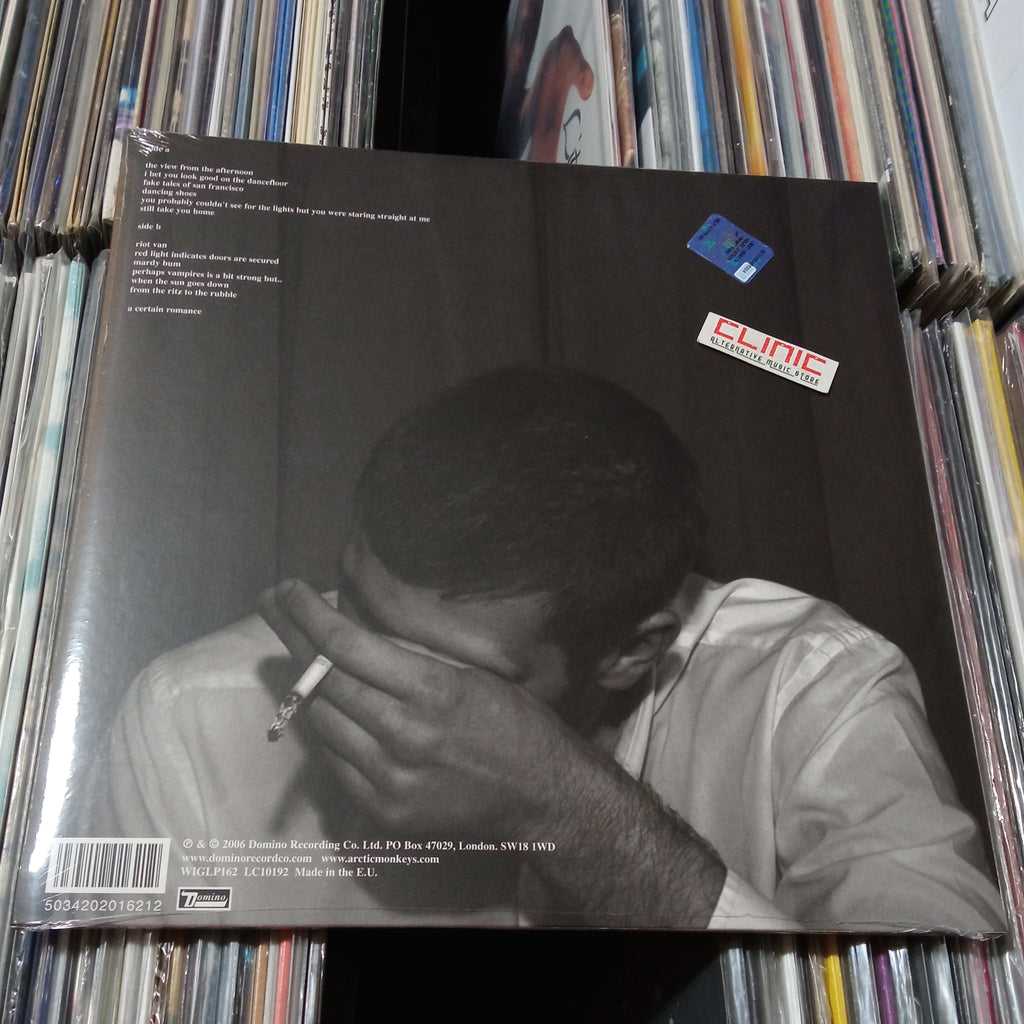 side a
the view from the afternoon
i bet you look good on the dancefloor
fake tales of san francisco
dancing shoes
you probably couldn't see for the lights but you were staring straight at me
still take you home
side b
riot van
red light indicates doors are secured
mardy bum
perhaps vampires is a bit strong but..
when the sun goes down
from the ritz to the rubble
a certain romance
CLINIC
ALTERNATIVE MUSIC STORE
℗ & © 2006 Domino Recording Co. Ltd. PO Box 47029, London. SW18 1WD
www.dominorecordco.com www.arcticmonkeys.com
WIGLP162 LC10192 Made in the E.U.
5034202016212
Domino